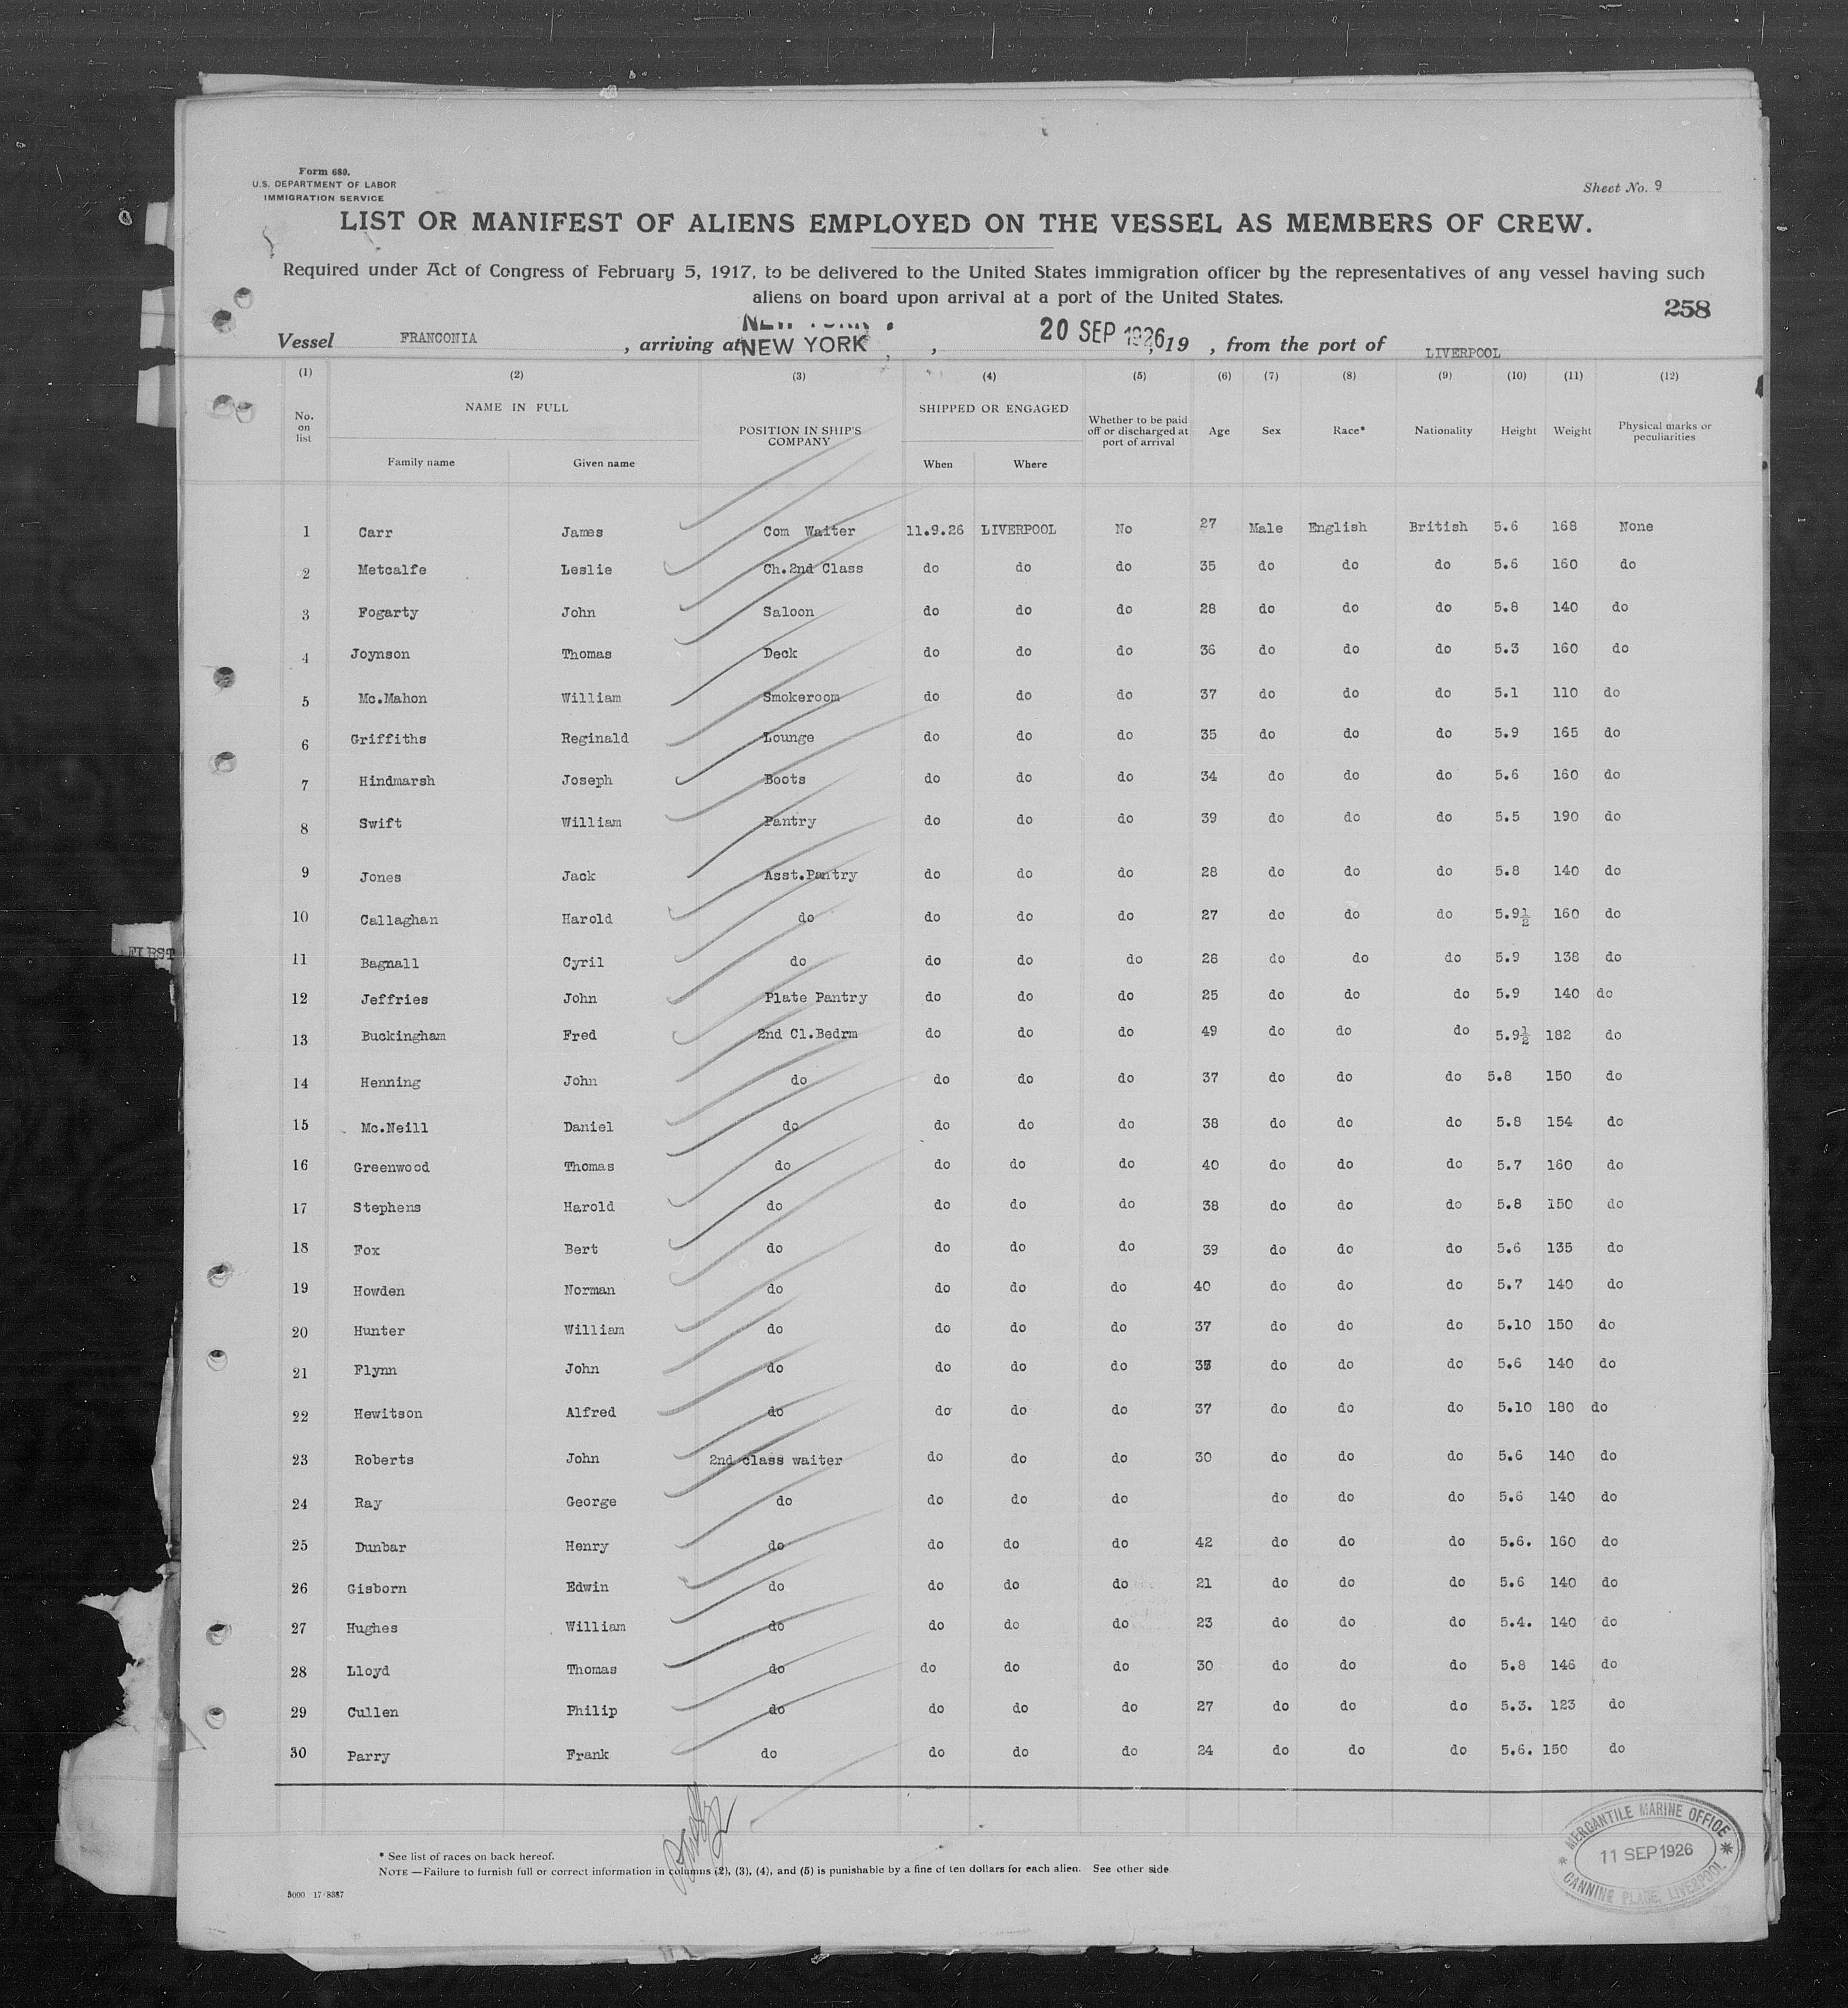 Form 680.
U.S. DEPARTMENT OF LABOR
IMMIGRATION SERVICE
Sheet No. 9
LIST OR MANIFEST OF ALIENS EMPLOYED ON THE VESSEL AS MEMBERS OF CREW.
Required under Act of Congress of February 5, 1917, to be delivered to the United States immigration officer by the representatives of any vessel having such
aliens on board upon arrival at a port of the United States.
258
NEW YORK
Vessel FRANCONIA, arriving at NEW YORK, 20 SEP 1926, 19 , from the port of LIVERPOOL
(1) (2) (3) (4) (5) (6) (7) (8) (9) (10) (11) (12)
No. on list NAME IN FULL POSITION IN SHIP'S COMPANY SHIPPED OR ENGAGED Whether to be paid off or discharged at port of arrival Age Sex Race* Nationality Height Weight Physical marks or peculiarities
Family name Given name When Where
1 Carr James Com Waiter 11.9.26 LIVERPOOL No 27 Male English British 5.6 168 None
2 Metcalfe Leslie Ch.2nd Class do do do 35 do do do 5.6 160 do
3 Fogarty John Saloon do do do 28 do do do 5.8 140 do
4 Joynson Thomas Deck do do do 36 do do do 5.3 160 do
5 Mc.Mahon William Smokeroom do do do 37 do do do 5.1 110 do
6 Griffiths Reginald Lounge do do do 35 do do do 5.9 165 do
7 Hindmarsh Joseph Boots do do do 34 do do do 5.6 160 do
8 Swift William Pantry do do do 39 do do do 5.5 190 do
9 Jones Jack Asst.Pantry do do do 28 do do do 5.8 140 do
10 Callaghan Harold do do do do 27 do do do 5.9½ 160 do
11 Bagnall Cyril do do do do 28 do do do 5.9 138 do
12 Jeffries John Plate Pantry do do do 25 do do do 5.9 140 do
13 Buckingham Fred 2nd Cl.Bedrm do do do 49 do do do 5.9½ 182 do
14 Henning John do do do do 37 do do do 5.8 150 do
15 Mc.Neill Daniel do do do do 38 do do do 5.8 154 do
16 Greenwood Thomas do do do do 40 do do do 5.7 160 do
17 Stephens Harold do do do do 38 do do do 5.8 150 do
18 Fox Bert do do do do 39 do do do 5.6 135 do
19 Howden Norman do do do do 40 do do do 5.7 140 do
20 Hunter William do do do do 37 do do do 5.10 150 do
21 Flynn John do do do do do do do 5.6 140 do
22 Hewitson Alfred do do do do 37 do do do 5.10 180 do
23 Roberts John 2nd class waiter do do do 30 do do do 5.6 140 do
24 Ray George do do do do do do do 5.6 140 do
25 Dunbar Henry do do do do 42 do do do 5.6. 160 do
26 Gisborn Edwin do do do do 21 do do do 5.6 140 do
27 Hughes William do do do do 23 do do do 5.4. 140 do
28 Lloyd Thomas do do do do 30 do do do 5.8 146 do
29 Cullen Philip do do do do 27 do do do 5.3. 123 do
30 Parry Frank do do do do 24 do do do 5.6. 150 do
* See list of races on back hereof.
NOTE.—Failure to furnish full or correct information in columns (2), (3), (4), and (5) is punishable by a fine of ten dollars for each alien. See other side
MERCANTILE MARINE OFFICE
11 SEP 1926
CANNING PLACE, LIVERPOOL